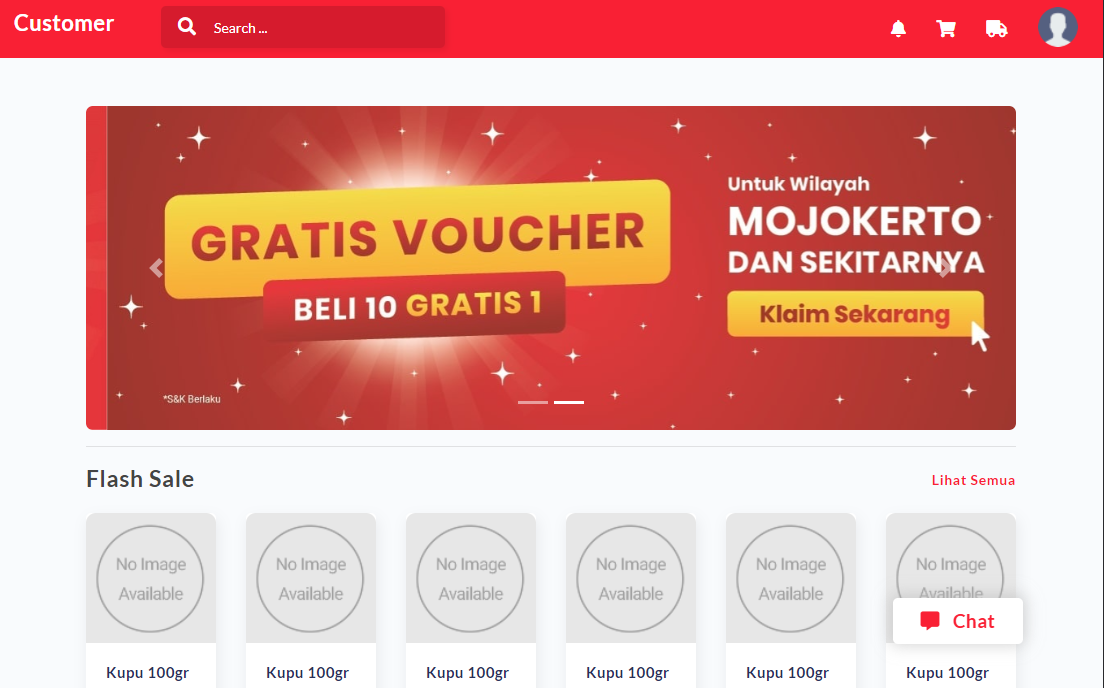 Customer
Search ...
GRATIS VOUCHER
BELI 10 GRATIS 1
Untuk Wilayah
MOJOKERTO
DAN SEKITARNYA
Klaim Sekarang
*S&K Berlaku
Flash Sale
Lihat Semua
No Image
Available
No Image
Available
No Image
Available
No Image
Available
No Image
Available
No Image
Available
Chat
Kupu 100gr
Kupu 100gr
Kupu 100gr
Kupu 100gr
Kupu 100gr
Kupu 100gr